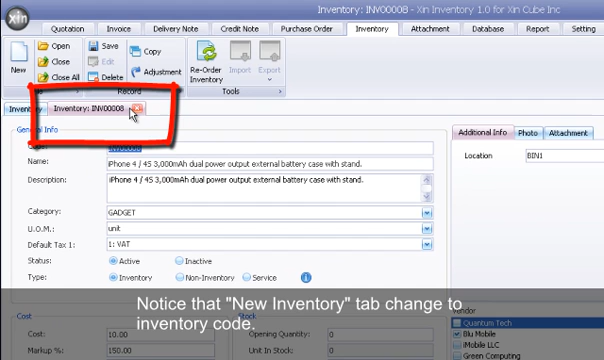 Inventory: INV00008 - Xin Inventory 1.0 for Xin Cube Inc
xin
Quotation Invoice Delivery Note Credit Note Purchase Order Inventory Attachment Database Report Setting
New Open Close Close All Save Edit Delete Copy Adjustment Re-Order Inventory Import Export
Record Tools
Inventory Inventory: INV00008
General Info
Additional Info Photo Attachment
Code: INV00008
Location BIN1
Name: iPhone 4 / 4S 3,000mAh dual power output external battery case with stand.
Description: iPhone 4 / 4S 3,000mAh dual power output external battery case with stand.
Category: GADGET
U.O.M.: unit
Default Tax 1: 1: VAT
Status: Active Inactive
Type: Inventory Non-Inventory Service
Notice that "New Inventory" tab change to
inventory code.
Cost Stock Vendor
Quantum Tech
Cost: 10.00 Opening Quantity: 0 Blu Mobile
iMobile LLC
Markup %: 150.00 Unit In Stock: 0 Green Computing